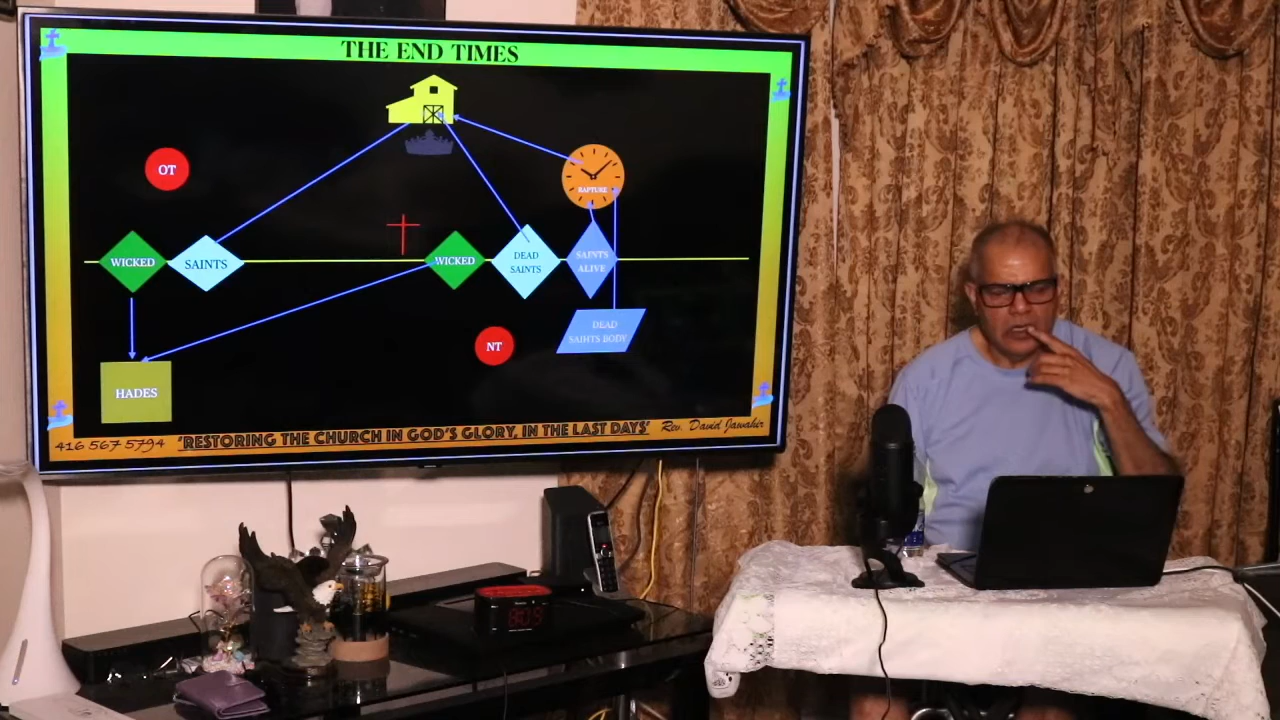 THE END TIMES
OT
RAPTURE
WICKED
SAINTS
WICKED
DEAD
SAINTS
SAINTS
ALIVE
DEAD
SAINTS BODY
NT
HADES
416 567 5794 'RESTORING THE CHURCH IN GOD'S GLORY, IN THE LAST DAYS' Rev. David Jawahir